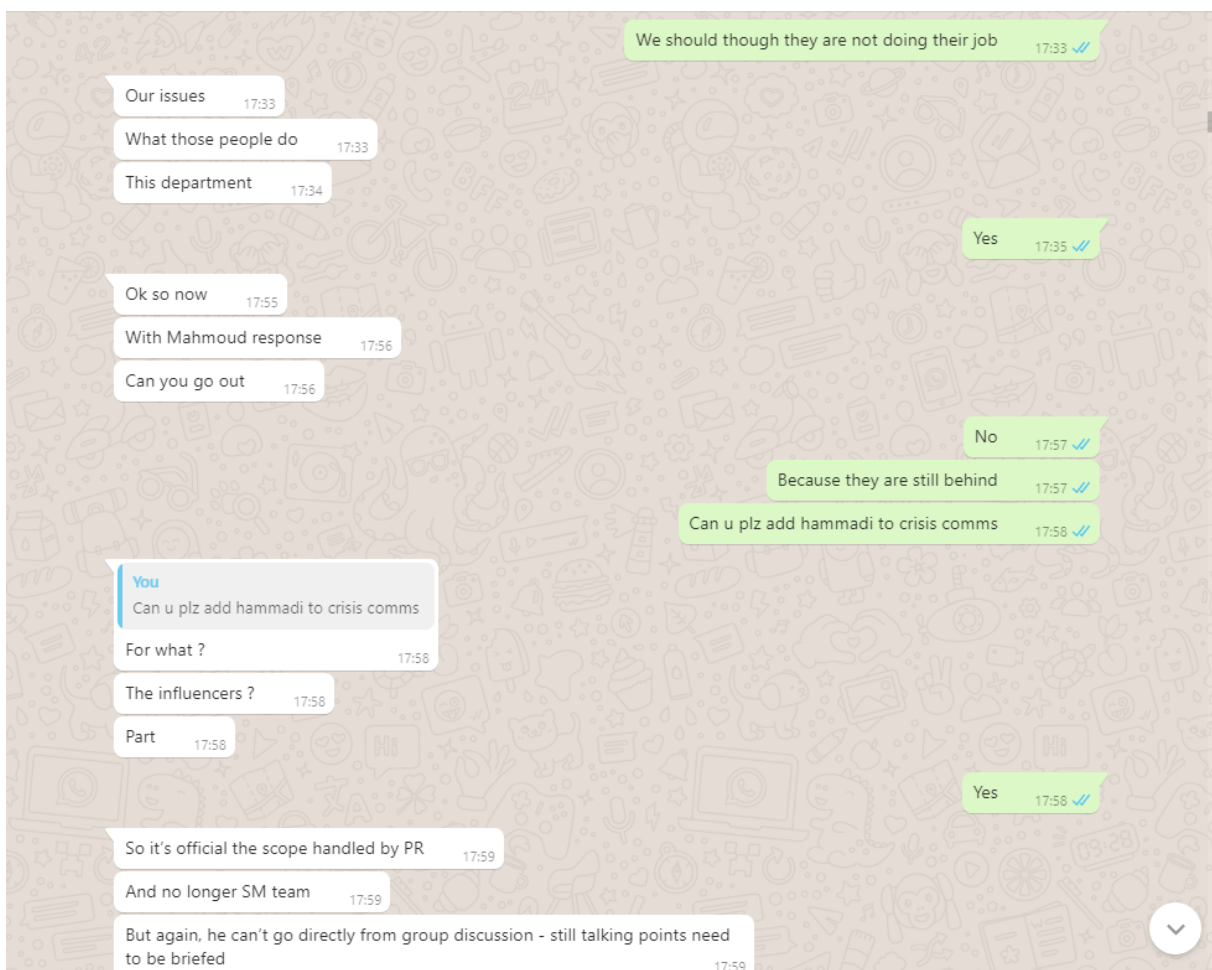 We should though they are not doing their job 17:33
Our issues 17:33
What those people do 17:33
This department 17:34
Yes 17:35
Ok so now 17:55
With Mahmoud response 17:56
Can you go out 17:56
No 17:57
Because they are still behind 17:57
Can u plz add hammadi to crisis comms 17:58
You
Can u plz add hammadi to crisis comms
For what ? 17:58
The influencers ? 17:58
Part 17:58
Yes 17:58
So it’s official the scope handled by PR 17:59
And no longer SM team 17:59
But again, he can’t go directly from group discussion - still talking points need
to be briefed 17:59